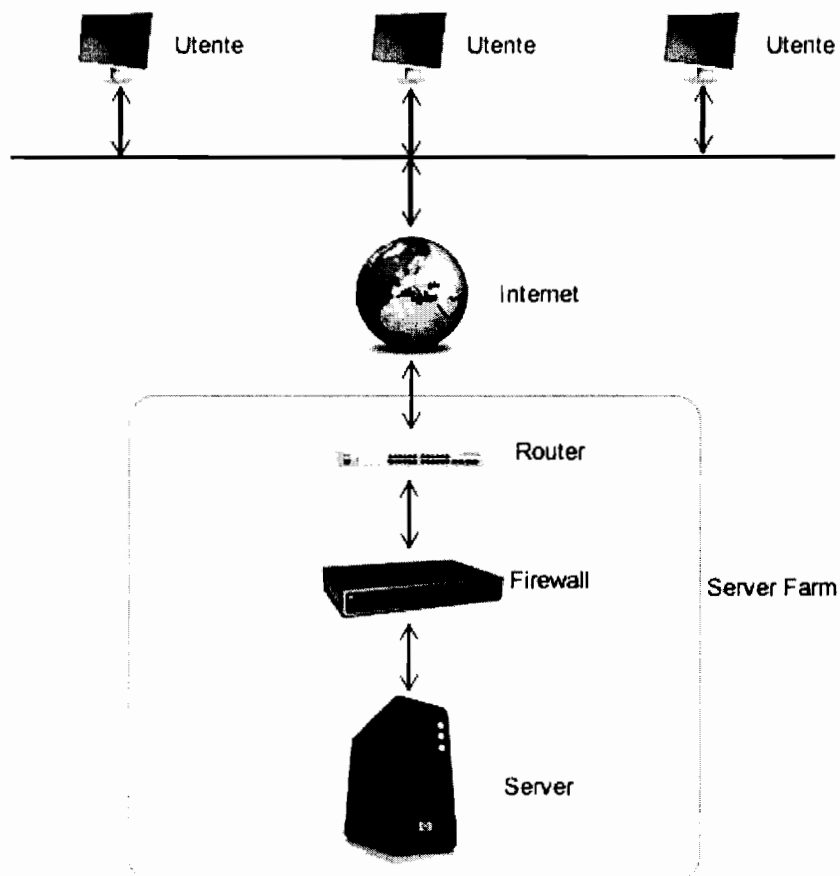 Utente
Utente
Utente
Internet
Router
Firewall
Server Farm
Server